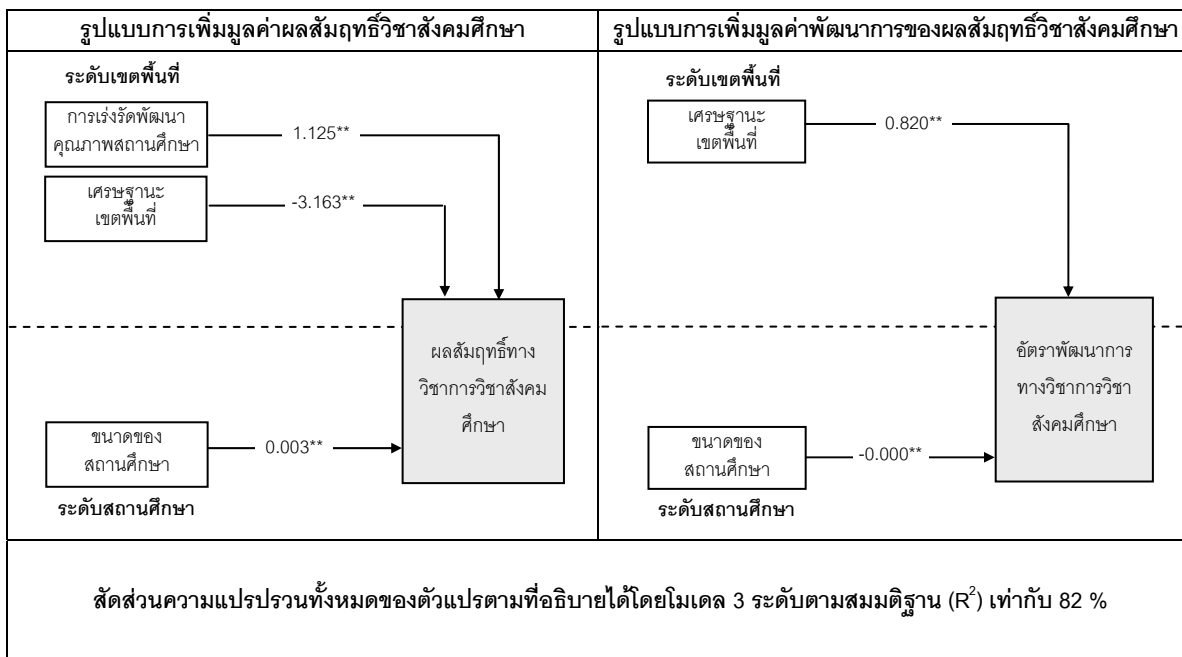 รูปแบบการเพิ่มมูลค่าผลสัมฤทธิ์วิชาสังคมศึกษา
ระดับเขตพื้นที่
การเร่งรัดพัฒนา
คุณภาพสถานศึกษา
1.125**
เศรษฐานะ
เขตพื้นที่
-3.163**
ผลสัมฤทธิ์ทาง
วิชาการวิชาสังคม
ศึกษา
ขนาดของ
สถานศึกษา
0.003**
ระดับสถานศึกษา
รูปแบบการเพิ่มมูลค่าพัฒนาการของผลสัมฤทธิ์วิชาสังคมศึกษา
ระดับเขตพื้นที่
เศรษฐานะ
เขตพื้นที่
0.820**
อัตราพัฒนาการ
ทางวิชาการวิชา
สังคมศึกษา
ขนาดของ
สถานศึกษา
-0.000**
ระดับสถานศึกษา
สัดส่วนความแปรปรวนทั้งหมดของตัวแปรตามที่อธิบายได้โดยโมเดล 3 ระดับตามสมมติฐาน (R²) เท่ากับ 82 %